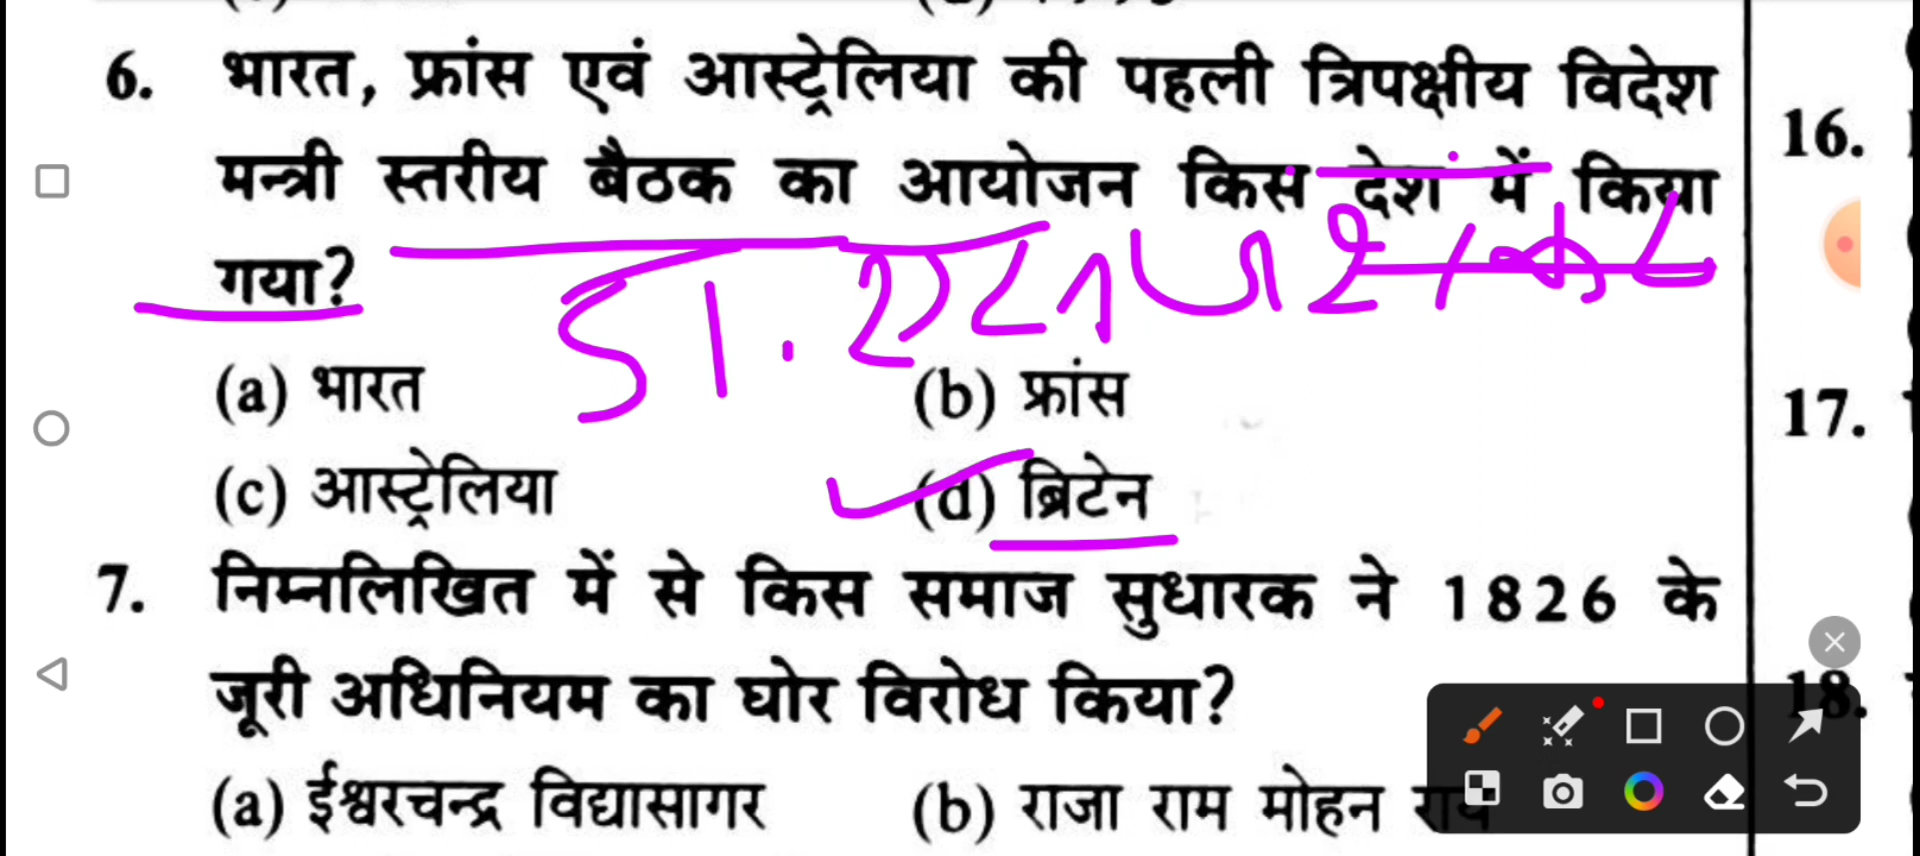 6. भारत, फ्रांस एवं आस्ट्रेलिया की पहली त्रिपक्षीय विदेश
मन्त्री स्तरीय बैठक का आयोजन किस देश में किया
गया?
(a) भारत (b) फ्रांस
(c) आस्ट्रेलिया (d) ब्रिटेन
7. निम्नलिखित में से किस समाज सुधारक ने 1826 के
जूरी अधिनियम का घोर विरोध किया?
(a) ईश्वरचन्द्र विद्यासागर (b) राजा राम मोहन राय
16.
17.
18.